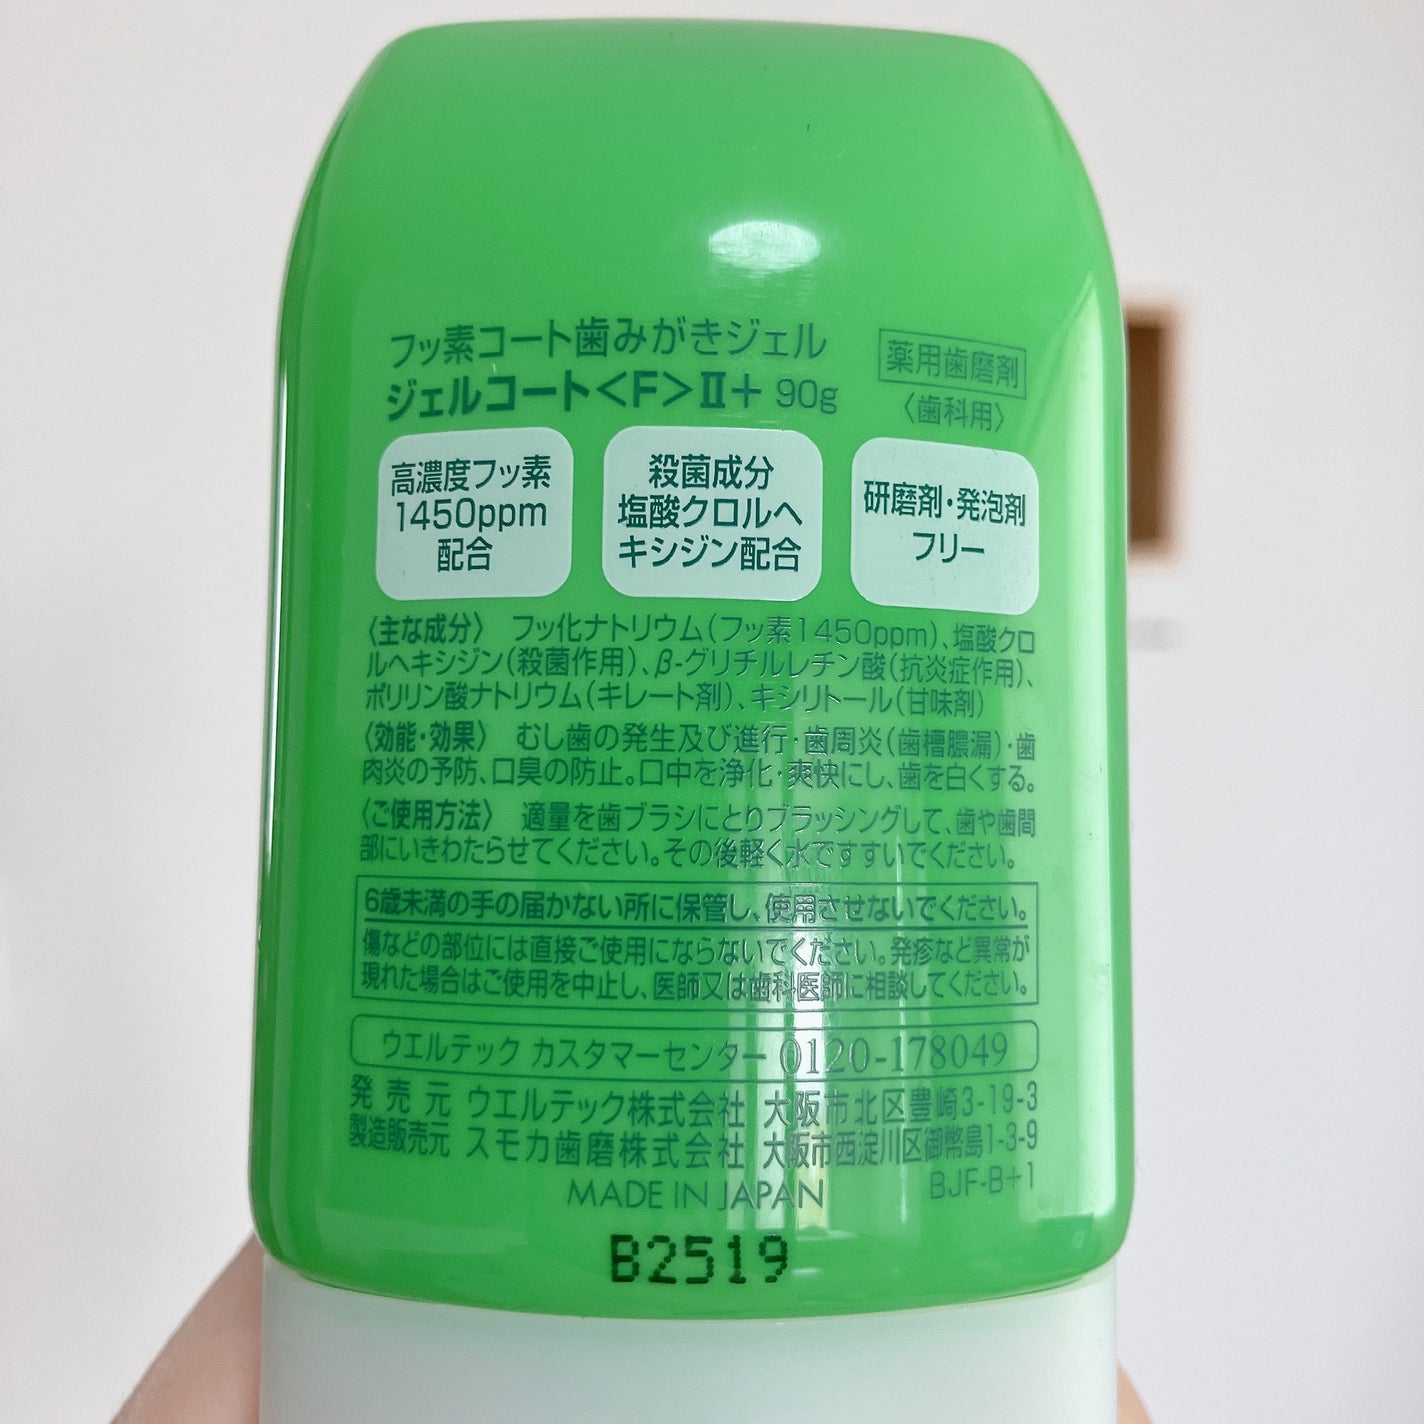 フッ素コート歯みがきジェル
ジェルコート〈F〉Ⅱ＋ 90g
薬用歯磨剤
〈歯科用〉
高濃度フッ素
1450ppm
配合
殺菌成分
塩酸クロルヘ
キシジン配合
研磨剤・発泡剤
フリー
〈主な成分〉 フッ化ナトリウム(フッ素1450ppm)、塩酸クロ
ルヘキシジン(殺菌作用)、β-グリチルレチン酸(抗炎症作用)、
ポリリン酸ナトリウム(キレート剤)、キシリトール(甘味剤)
〈効能・効果〉 むし歯の発生及び進行・歯周炎(歯槽膿漏)・歯
肉炎の予防、口臭の防止。口中を浄化・爽快にし、歯を白くする。
〈ご使用方法〉 適量を歯ブラシにとりブラッシングして、歯や歯間
部にいきわたらせてください。その後軽く水ですすいでください。
6歳未満の手の届かない所に保管し、使用させないでください。
傷などの部位には直接ご使用にならないでください。発疹など異常が
現れた場合はご使用を中止し、医師又は歯科医師に相談してください。
ウエルテック カスタマーセンター 0120-178049
発売元 ウエルテック株式会社 大阪市北区豊崎3-19-3
製造販売元 スモカ歯磨株式会社 大阪市西淀川区御幣島1-3-9
MADE IN JAPAN
BJF-B+1
B2519